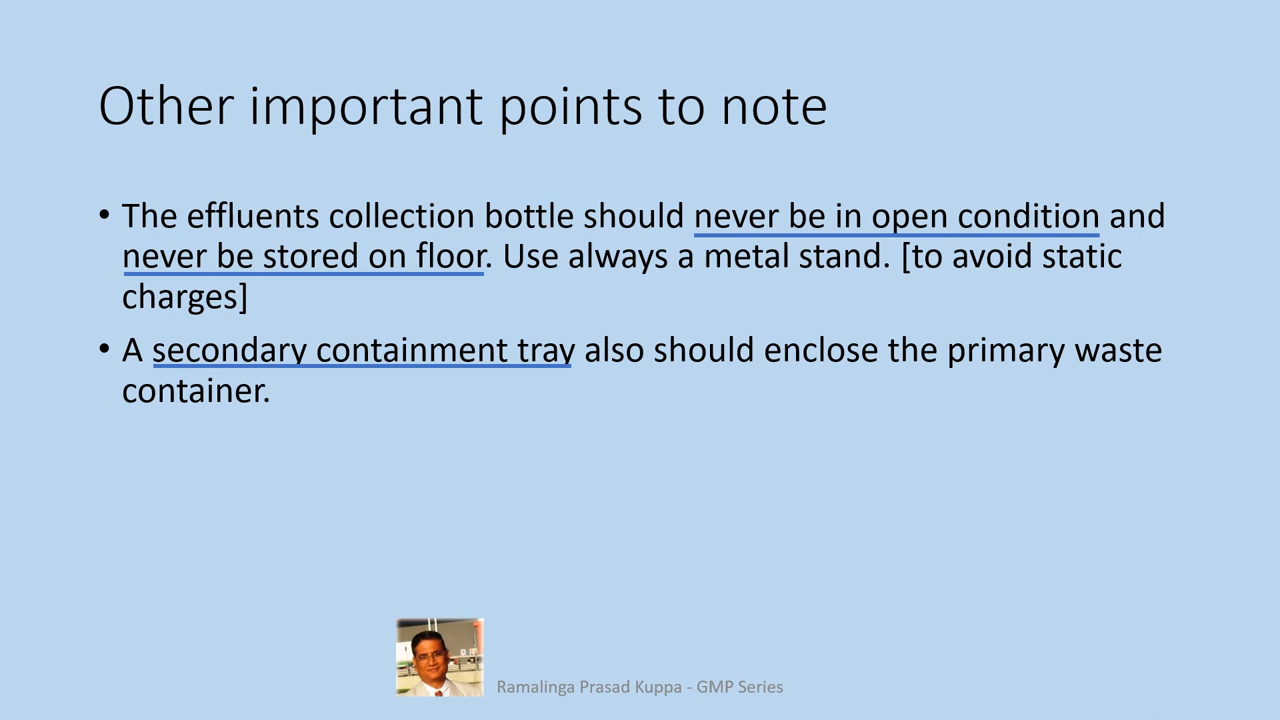 Other important points to note
• The effluents collection bottle should never be in open condition and
never be stored on floor. Use always a metal stand. [to avoid static
charges]
• A secondary containment tray also should enclose the primary waste
container.
Ramalinga Prasad Kuppa - GMP Series